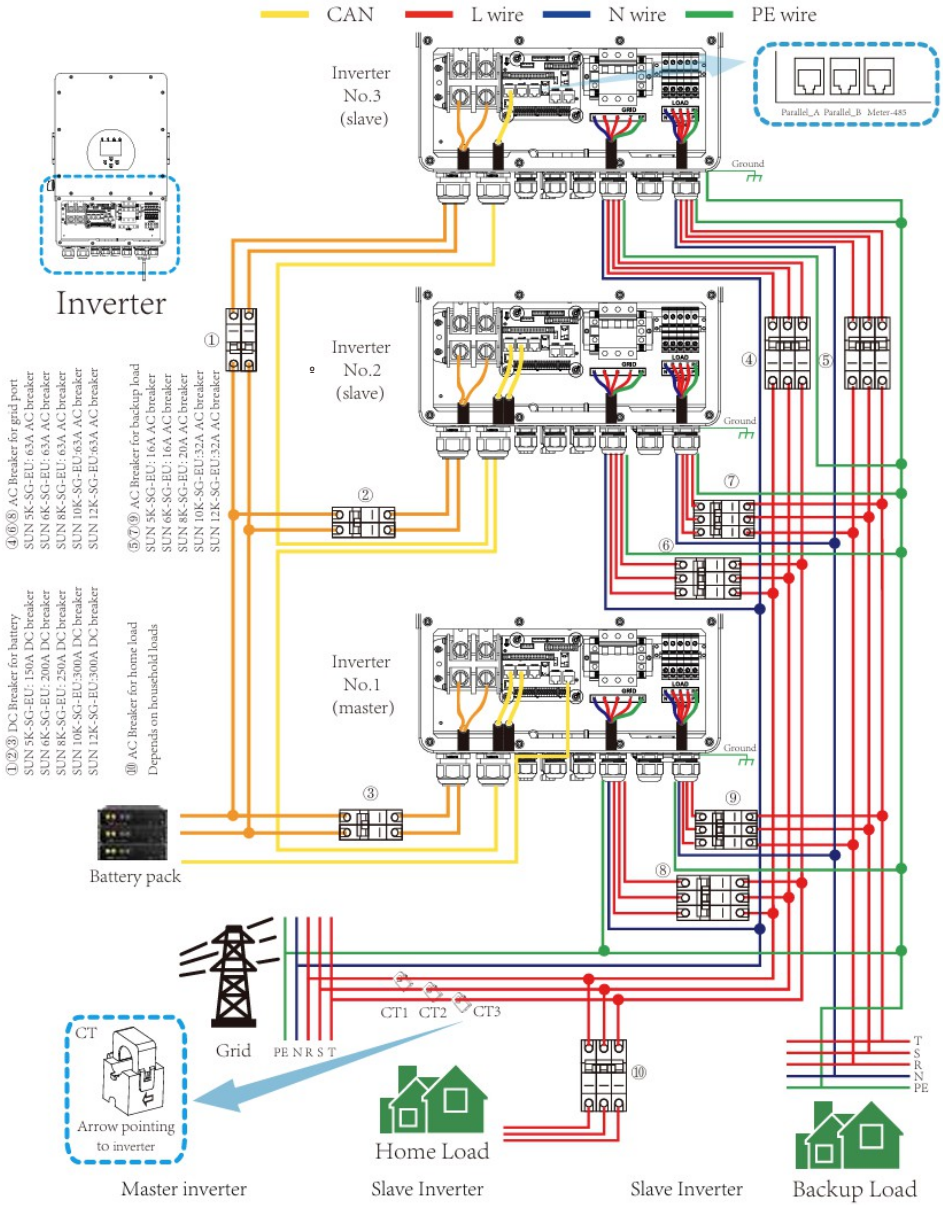 CAN
L wire
N wire
PE wire
Inverter
No.3
(slave)
GRID
LOAD
Parallel_A Parallel_B Meter-485
Ground
Inverter
①
Inverter
No.2
(slave)
GRID
LOAD
Ground
º
④
⑤
④⑥⑧ AC Breaker for grid port
SUN 5K-SG-EU: 63A AC breaker
SUN 6K-SG-EU: 63A AC breaker
SUN 8K-SG-EU: 63A AC breaker
SUN 10K-SG-EU:63A AC breaker
SUN 12K-SG-EU:63A AC breaker
⑤⑦⑨ AC Breaker for backup load
SUN 5K-SG-EU: 16A AC breaker
SUN 6K-SG-EU: 16A AC breaker
SUN 8K-SG-EU: 20A AC breaker
SUN 10K-SG-EU:32A AC breaker
SUN 12K-SG-EU:32A AC breaker
②
⑦
⑥
①②③ DC Breaker for battery
SUN 5K-SG-EU: 150A DC breaker
SUN 6K-SG-EU: 200A DC breaker
SUN 8K-SG-EU: 250A DC breaker
SUN 10K-SG-EU:300A DC breaker
SUN 12K-SG-EU:300A DC breaker
⑩ AC Breaker for home load
Depends on household loads
Inverter
No.1
(master)
GRID
LOAD
Ground
③
⑨
⑧
Battery pack
CT1 CT2 CT3
Grid
PE N R S T
CT
Arrow pointing
to inverter
⑩
Home Load
T
S
R
N
PE
Backup Load
Master inverter
Slave Inverter
Slave Inverter